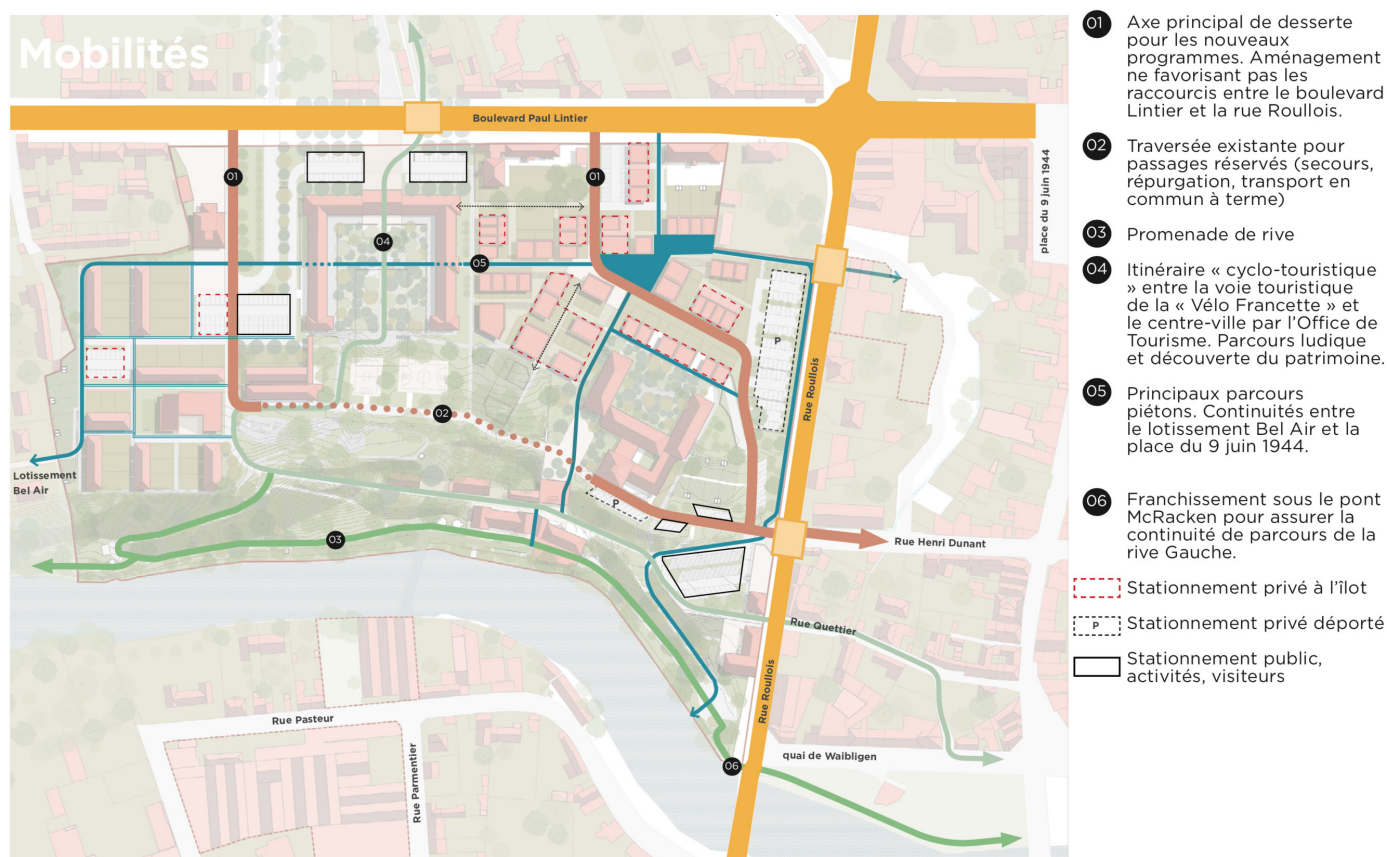 Mobilités
Boulevard Paul Lintier
01
01
place du 9 juin 1944
04
05
P
Rue Roullois
02
Lotissement
Bel Air
P
03
Rue Henri Dunant
Rue Quettier
Rue Roullois
Rue Pasteur
Rue Parmentier
quai de Waibligen
06
01 Axe principal de desserte
pour les nouveaux
programmes. Aménagement
ne favorisant pas les
raccourcis entre le boulevard
Lintier et la rue Roullois.
02 Traversée existante pour
passages réservés (secours,
répurgation, transport en
commun à terme)
03 Promenade de rive
04 Itinéraire « cyclo-touristique
» entre la voie touristique
de la « Vélo Francette » et
le centre-ville par l'Office de
Tourisme. Parcours ludique
et découverte du patrimoine.
05 Principaux parcours
piétons. Continuités entre
le lotissement Bel Air et la
place du 9 juin 1944.
06 Franchissement sous le pont
McRacken pour assurer la
continuité de parcours de la
rive Gauche.
Stationnement privé à l'îlot
P Stationnement privé déporté
Stationnement public,
activités, visiteurs